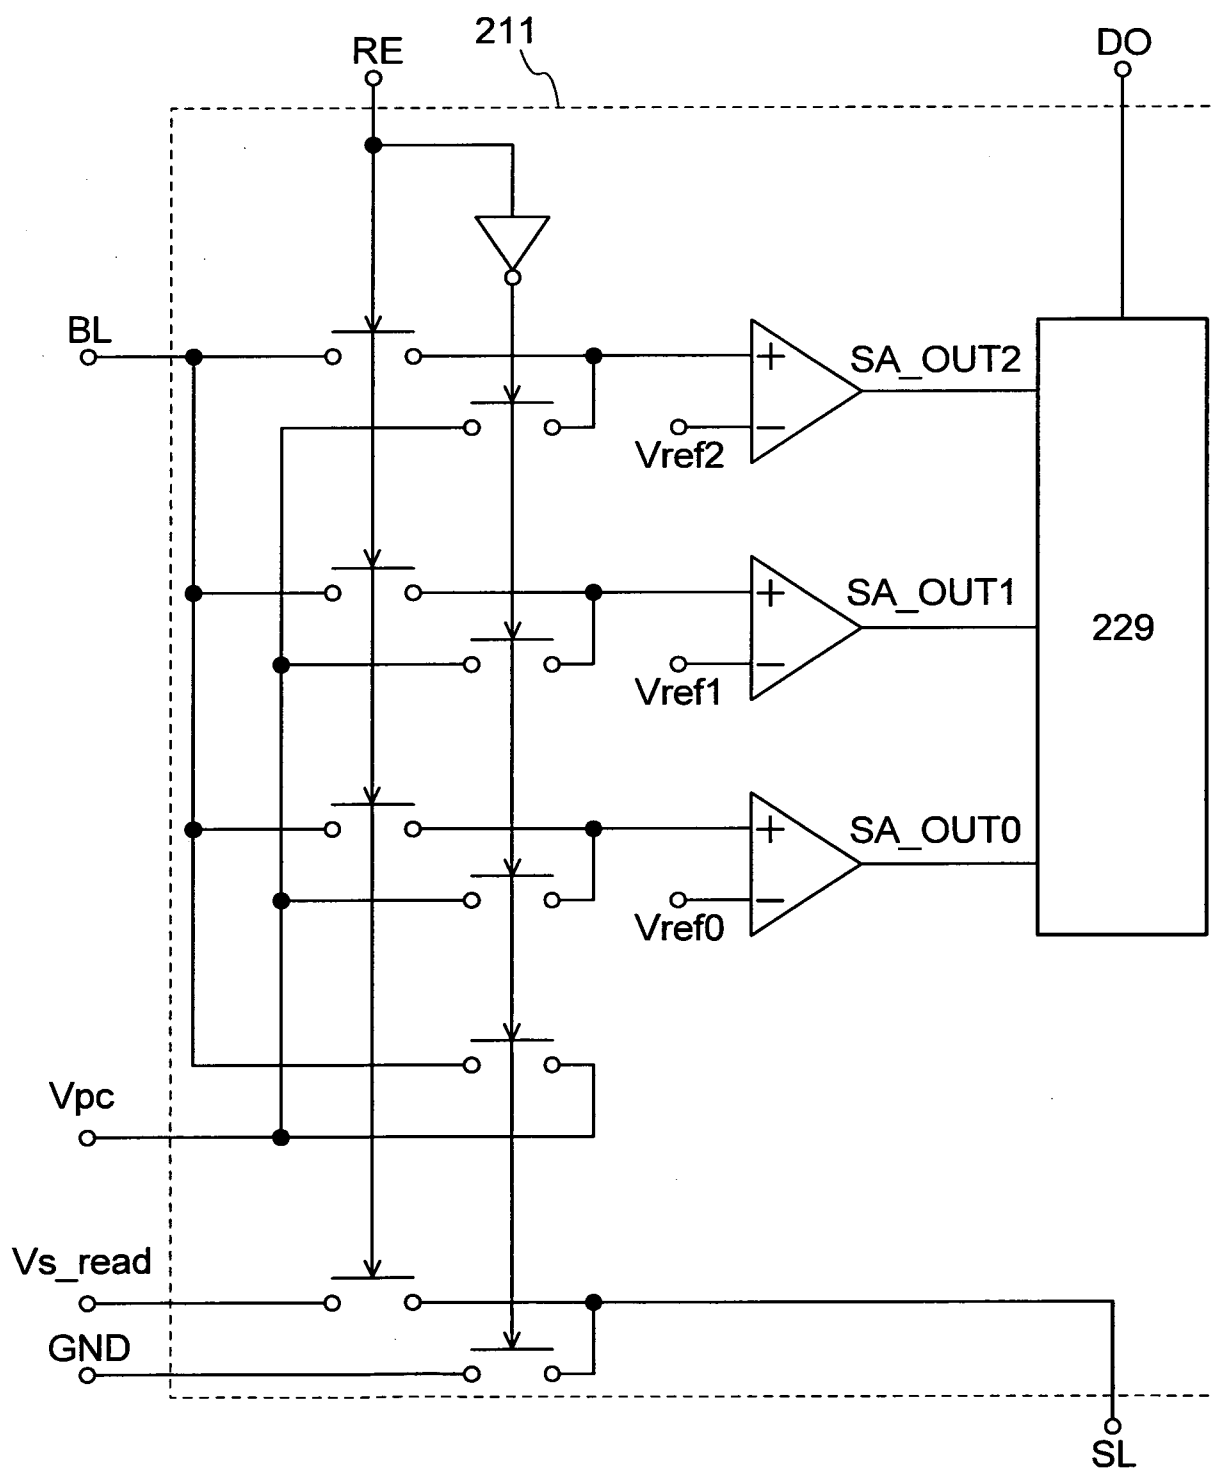 211
RE
DO
BL
SA_OUT2
Vref2
SA_OUT1
229
Vref1
SA_OUT0
Vref0
Vpc
Vs_read
GND
SL